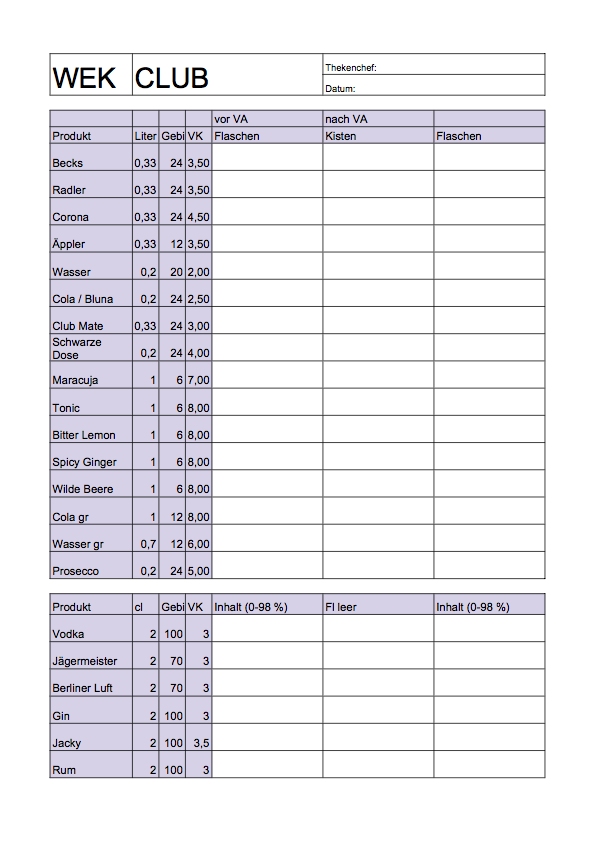 WEK CLUB
Thekenchef:
Datum:
vor VA nach VA
Produkt Liter Gebi VK Flaschen Kisten Flaschen
Becks 0,33 24 3,50
Radler 0,33 24 3,50
Corona 0,33 24 4,50
Äppler 0,33 12 3,50
Wasser 0,2 20 2,00
Cola / Bluna 0,2 24 2,50
Club Mate 0,33 24 3,00
Schwarze
Dose 0,2 24 4,00
Maracuja 1 6 7,00
Tonic 1 6 8,00
Bitter Lemon 1 6 8,00
Spicy Ginger 1 6 8,00
Wilde Beere 1 6 8,00
Cola gr 1 12 8,00
Wasser gr 0,7 12 6,00
Prosecco 0,2 24 5,00
Produkt cl Gebi VK Inhalt (0-98 %) Fl leer Inhalt (0-98 %)
Vodka 2 100 3
Jägermeister 2 70 3
Berliner Luft 2 70 3
Gin 2 100 3
Jacky 2 100 3,5
Rum 2 100 3